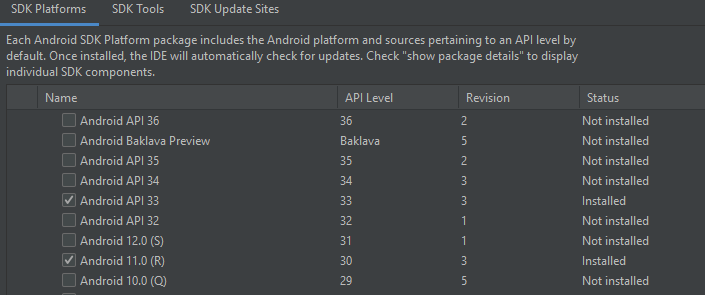 SDK Platforms SDK Tools SDK Update Sites
Each Android SDK Platform package includes the Android platform and sources pertaining to an API level by
default. Once installed, the IDE will automatically check for updates. Check "show package details" to display
individual SDK components.
Name API Level Revision Status
Android API 36 36 2 Not installed
Android Baklava Preview Baklava 5 Not installed
Android API 35 35 2 Not installed
Android API 34 34 3 Not installed
Android API 33 33 3 Installed
Android API 32 32 1 Not installed
Android 12.0 (S) 31 1 Not installed
Android 11.0 (R) 30 3 Installed
Android 10.0 (Q) 29 5 Not installed